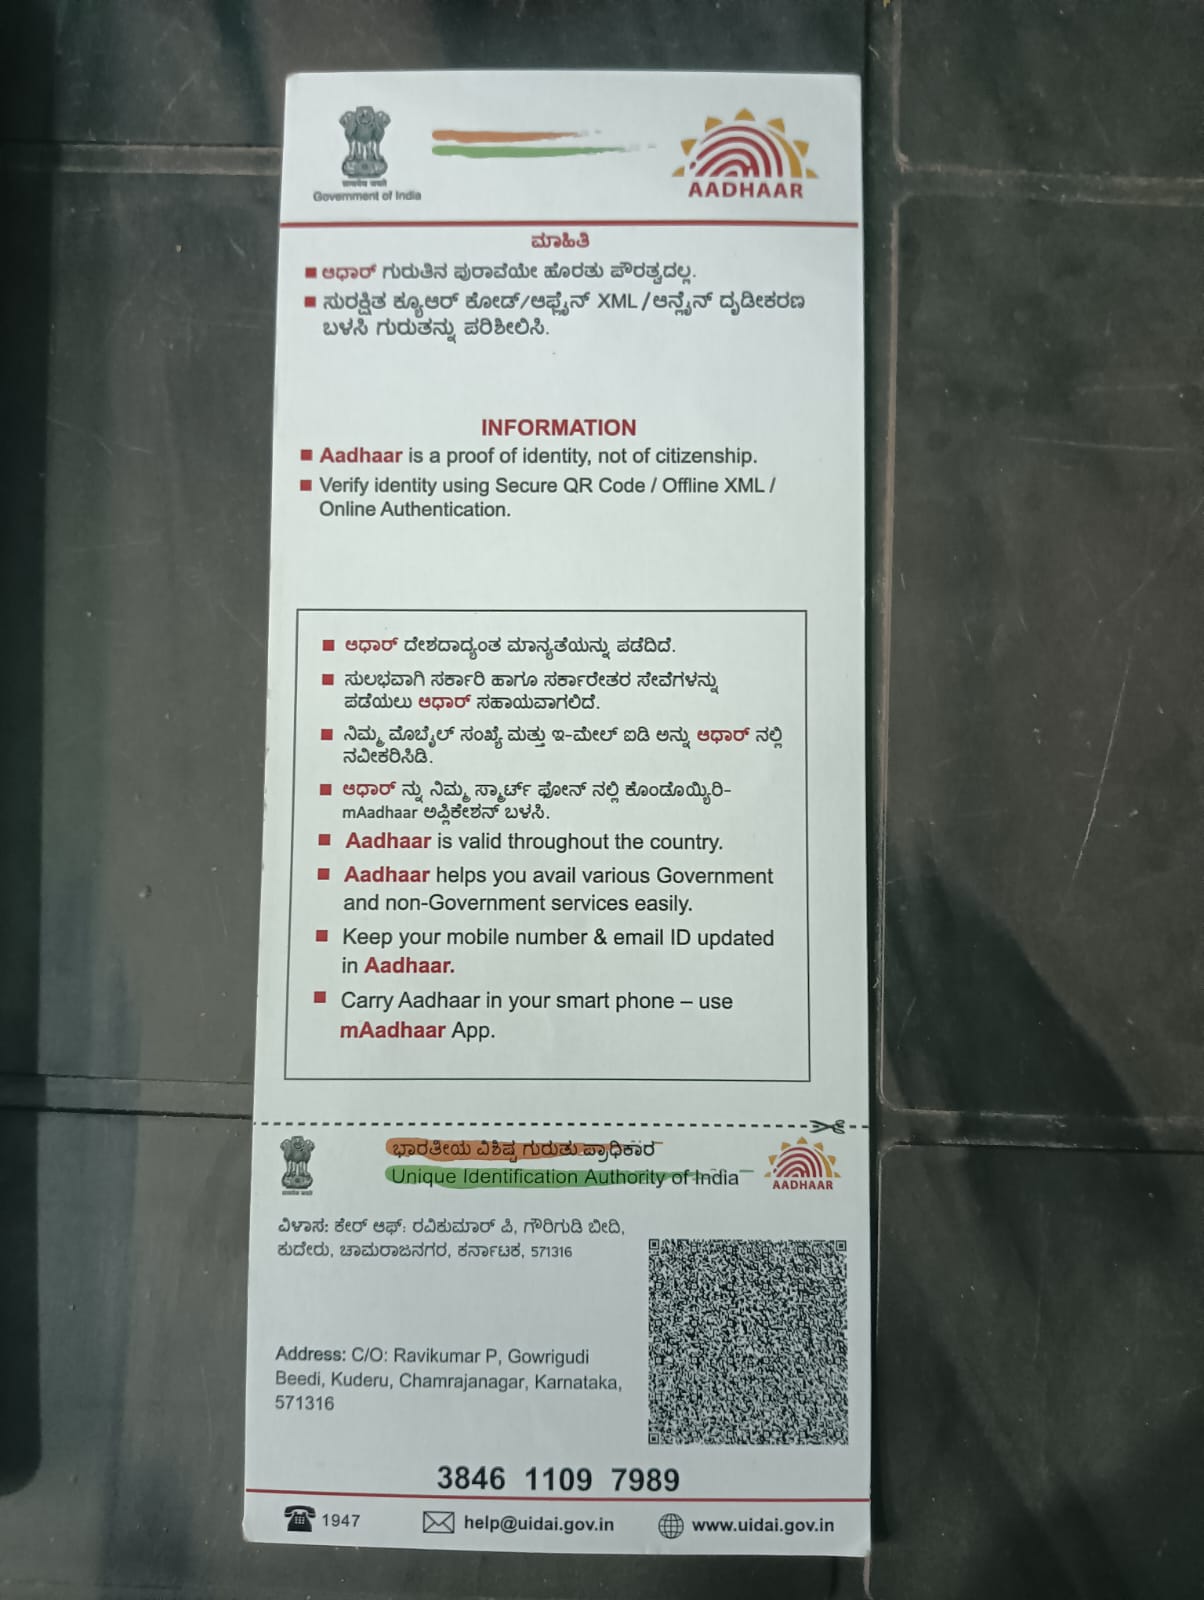 सत्यमेव जयते
Government of India
AADHAAR
ಮಾಹಿತಿ
■ ಆಧಾರ್ ಗುರುತಿನ ಪುರಾವೆಯೇ ಹೊರತು ಪೌರತ್ವದಲ್ಲ.
■ ಸುರಕ್ಷಿತ ಕ್ಯೂಆರ್ ಕೋಡ್/ಆಫ್ಲೈನ್ XML/ಆನ್ಲೈನ್ ದೃಢೀಕರಣ
ಬಳಸಿ ಗುರುತನ್ನು ಪರಿಶೀಲಿಸಿ.
INFORMATION
■ Aadhaar is a proof of identity, not of citizenship.
■ Verify identity using Secure QR Code / Offline XML /
Online Authentication.
■ ಆಧಾರ್ ದೇಶದಾದ್ಯಂತ ಮಾನ್ಯತೆಯನ್ನು ಪಡೆದಿದೆ.
■ ಸುಲಭವಾಗಿ ಸರ್ಕಾರಿ ಹಾಗೂ ಸರ್ಕಾರೇತರ ಸೇವೆಗಳನ್ನು
ಪಡೆಯಲು ಆಧಾರ್ ಸಹಾಯವಾಗಲಿದೆ.
■ ನಿಮ್ಮ ಮೊಬೈಲ್ ಸಂಖ್ಯೆ ಮತ್ತು ಇ-ಮೇಲ್ ಐಡಿ ಅನ್ನು ಆಧಾರ್ ನಲ್ಲಿ
ನವೀಕರಿಸಿಡಿ.
■ ಆಧಾರ್ ನ್ನು ನಿಮ್ಮ ಸ್ಮಾರ್ಟ್ ಫೋನ್ ನಲ್ಲಿ ಕೊಂಡೊಯ್ಯಿರಿ-
mAadhaar ಅಪ್ಲಿಕೇಶನ್ ಬಳಸಿ.
■ Aadhaar is valid throughout the country.
■ Aadhaar helps you avail various Government
and non-Government services easily.
■ Keep your mobile number & email ID updated
in Aadhaar.
■ Carry Aadhaar in your smart phone – use
mAadhaar App.
ಭಾರತೀಯ ವಿಶಿಷ್ಟ ಗುರುತು ಪ್ರಾಧಿಕಾರ
Unique Identification Authority of India
AADHAAR
ವಿಳಾಸ: ಕೇರ್ ಆಫ್: ರವಿಕುಮಾರ್ ಪಿ, ಗೌರಿಗುಡಿ ಬೀದಿ,
ಕುದೇರು, ಚಾಮರಾಜನಗರ, ಕರ್ನಾಟಕ, 571316
Address: C/O: Ravikumar P, Gowrigudi
Beedi, Kuderu, Chamrajanagar, Karnataka,
571316
3846 1109 7989
1947 help@uidai.gov.in www.uidai.gov.in